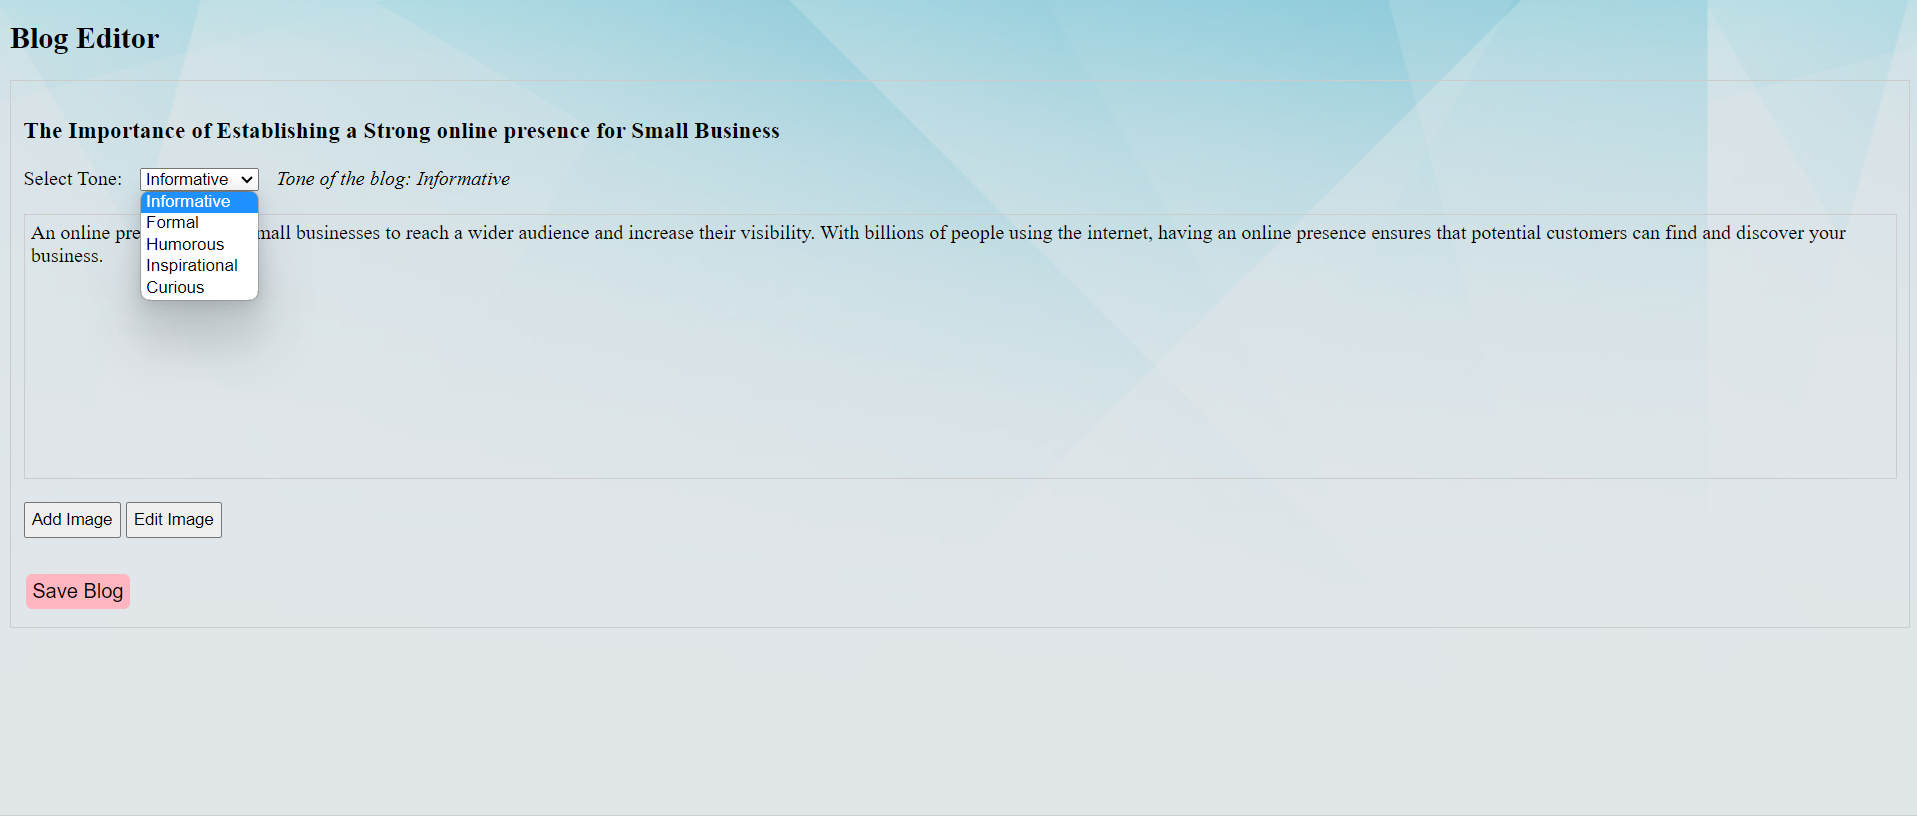 Blog Editor
The Importance of Establishing a Strong online presence for Small Business
Select Tone: Informative Tone of the blog: Informative
Informative
Formal
Humorous
Inspirational
Curious
An online businesses to reach a wider audience and increase their visibility. With billions of people using the internet, having an online presence ensures that potential customers can find and discover your
business.
Add Image Edit Image
Save Blog